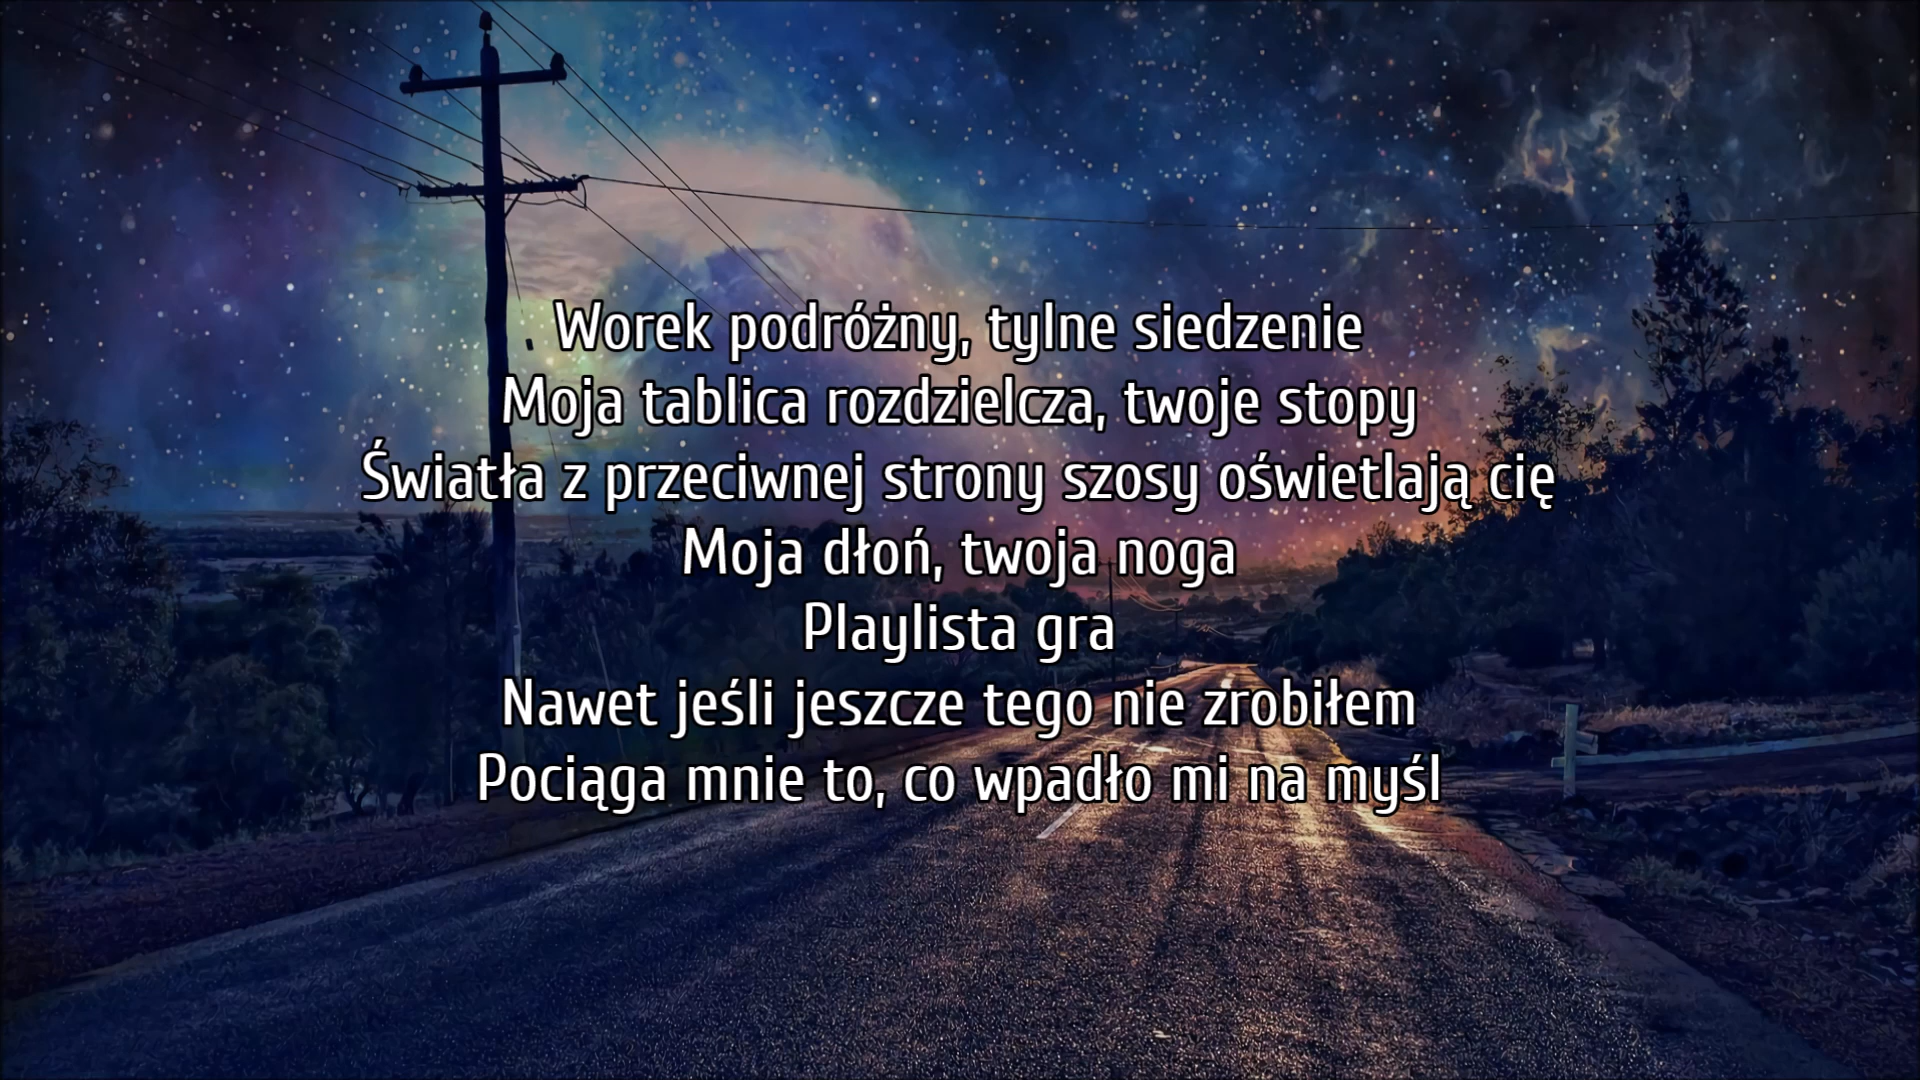 Worek podróżny, tylne siedzenie
Moja tablica rozdzielcza, twoje stopy
Światła z przeciwnej strony szosy oświetlają cię
Moja dłoń, twoja noga
Playlista gra
Nawet jeśli jeszcze tego nie zrobiłem
Pociąga mnie to, co wpadło mi na myśl